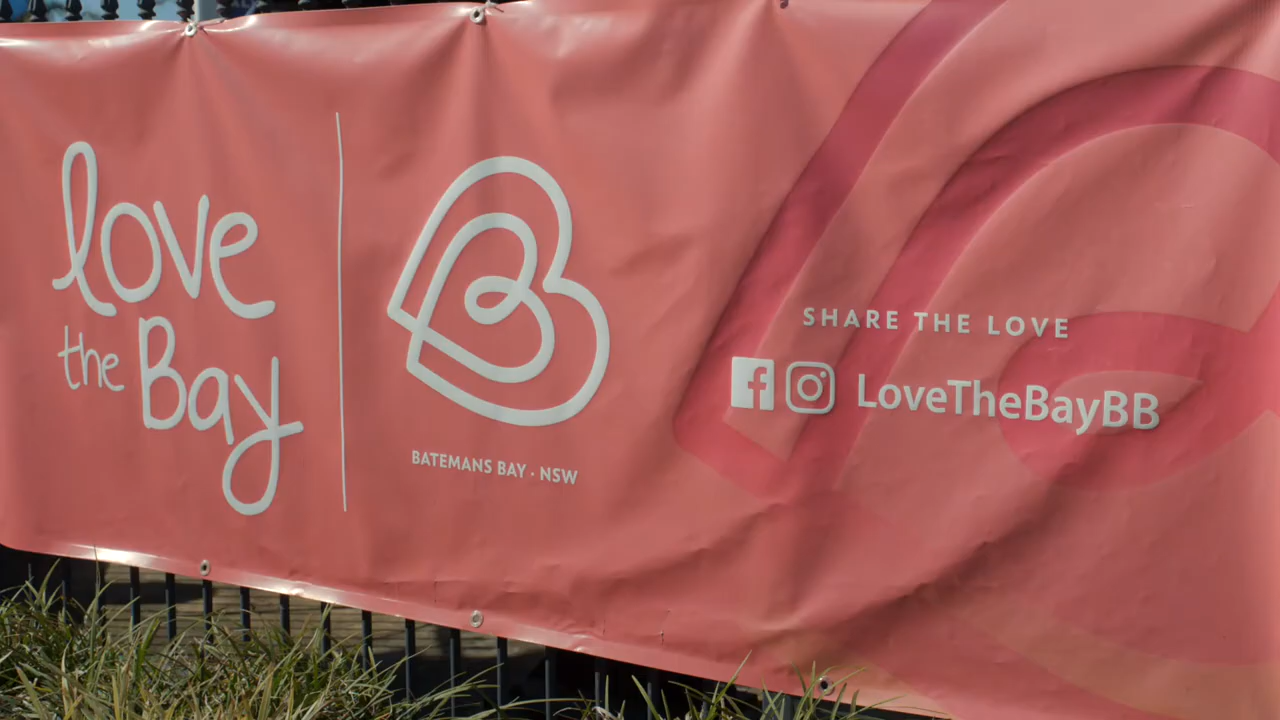 love
the Bay
BATEMANS BAY · NSW
SHARE THE LOVE
LoveTheBayBB